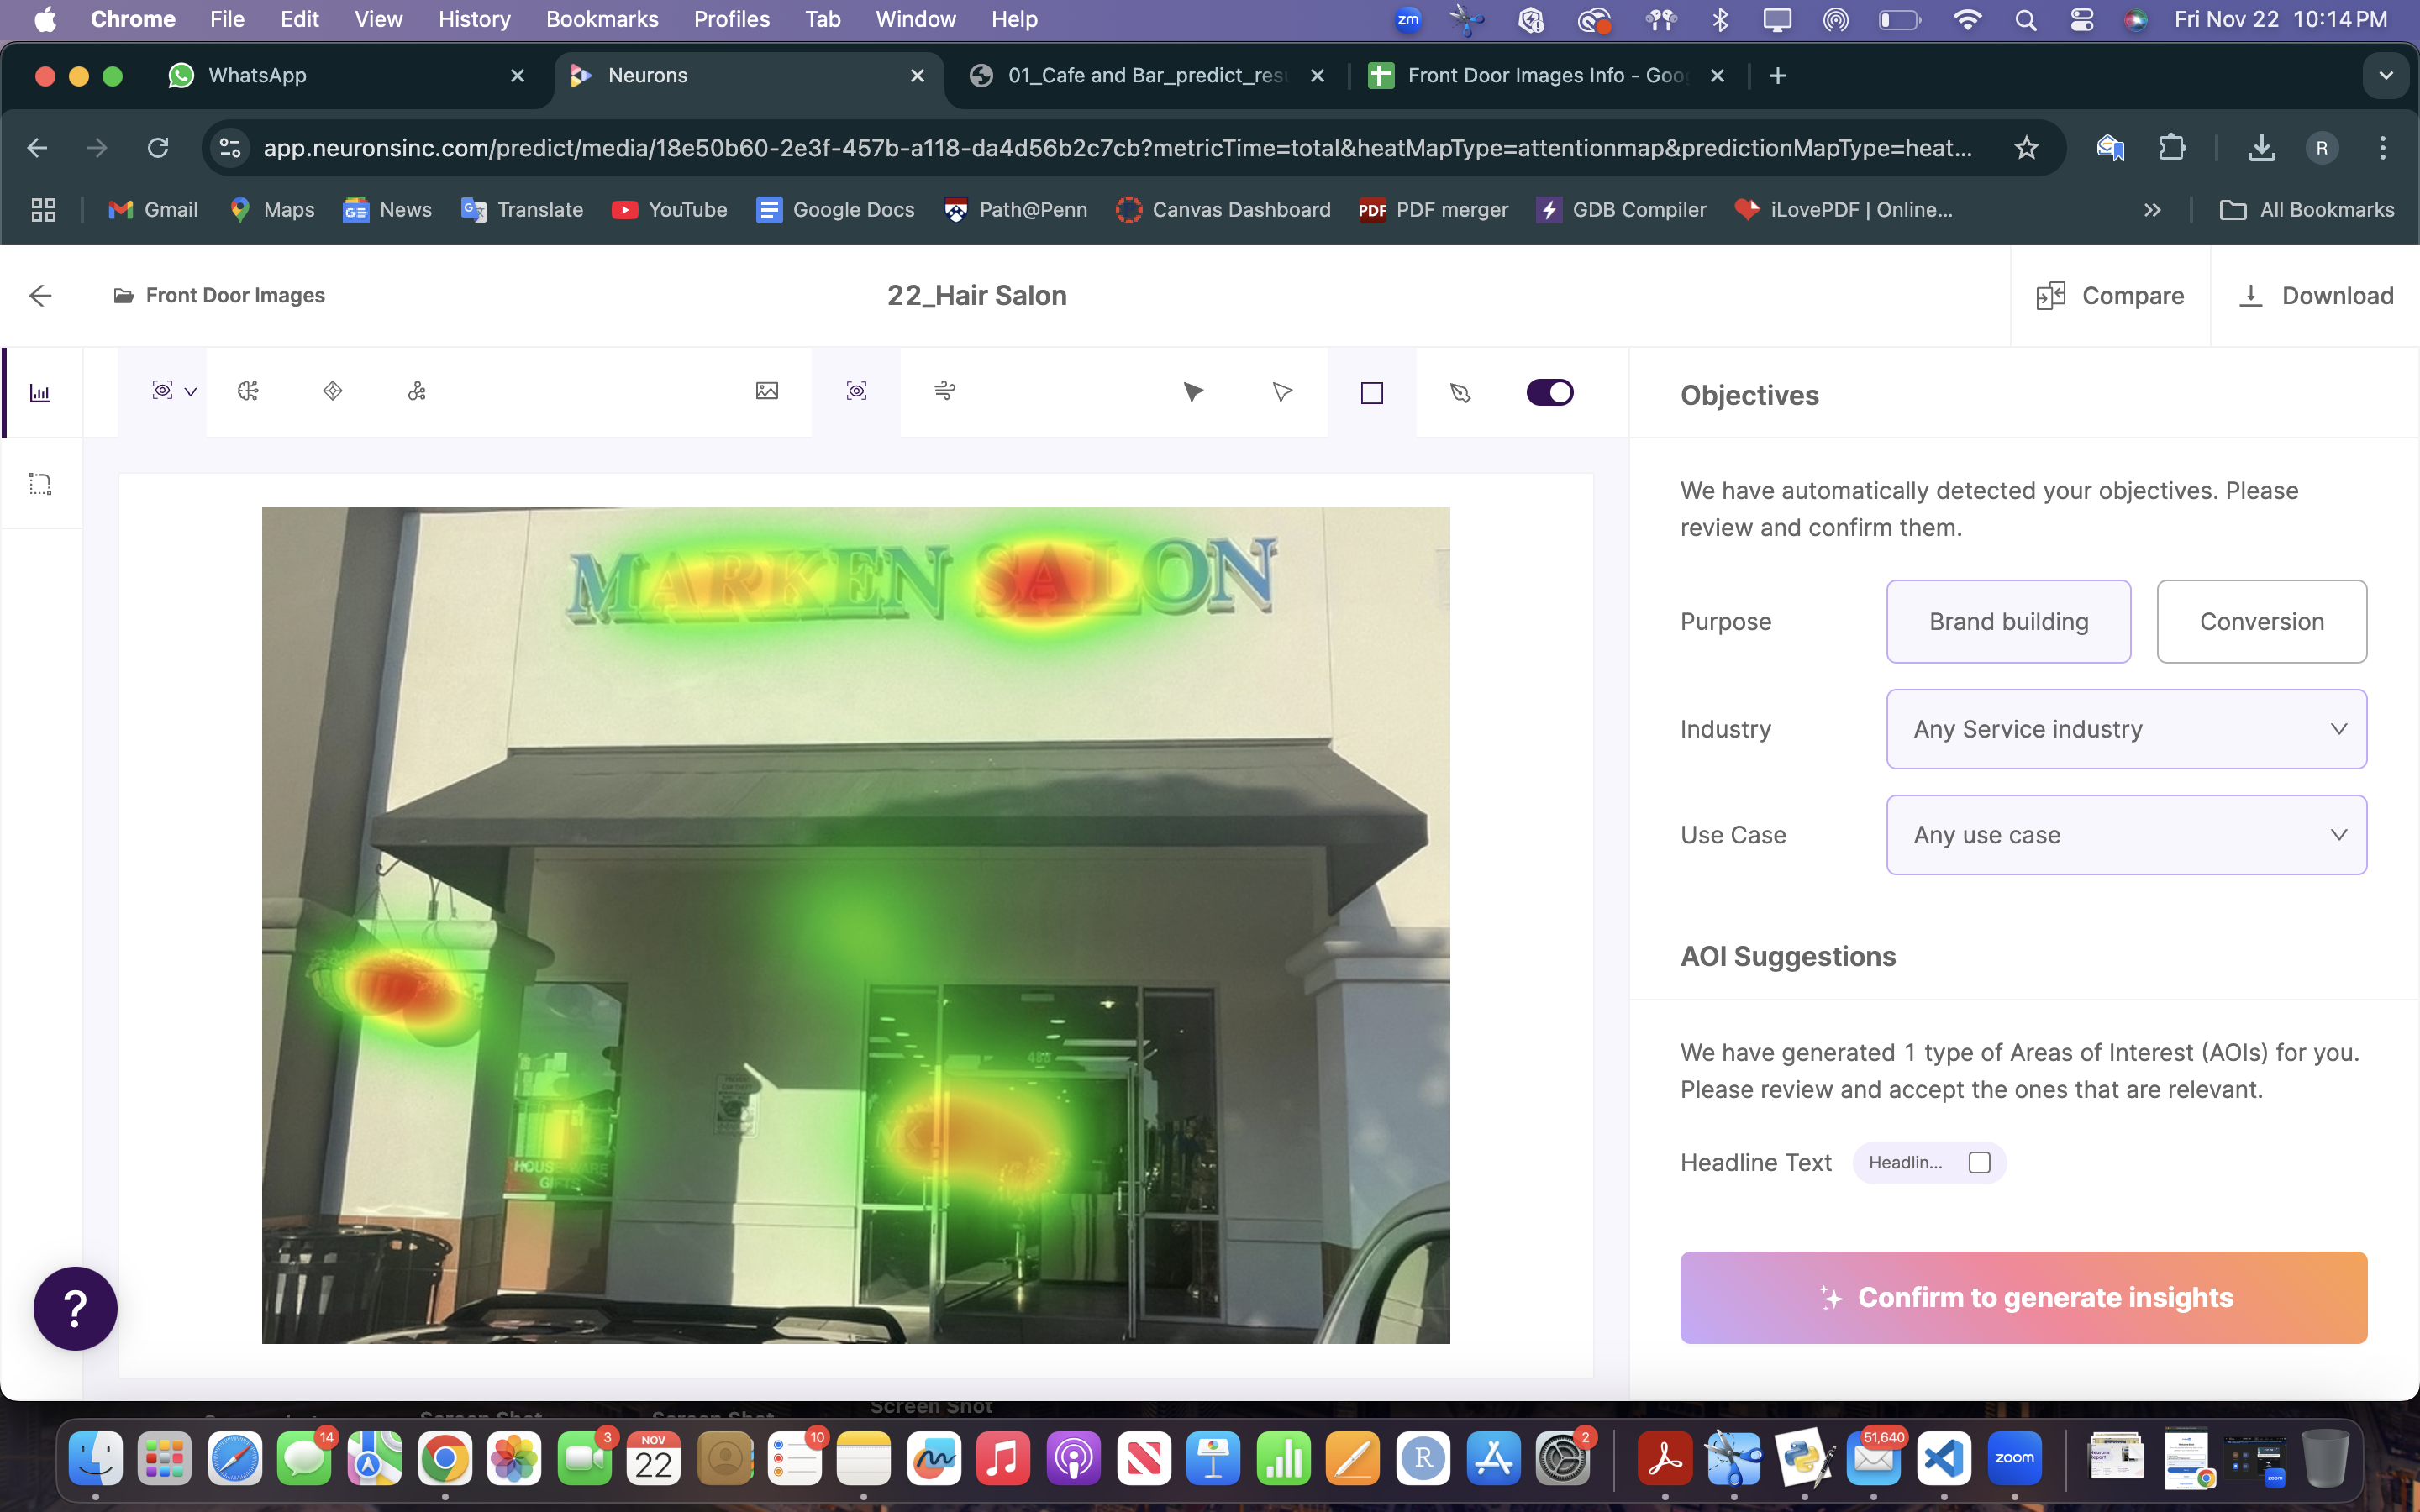 Chrome File Edit View History Bookmarks Profiles Tab Window Help
zm
Fri Nov 22 10:14 PM
WhatsApp
Neurons
01_Cafe and Bar_predict_res
Front Door Images Info - Goo
app.neuronsinc.com/predict/media/18e50b60-2e3f-457b-a118-da4d56b2c7cb?metricTime=total&heatMapType=attentionmap&predictionMapType=heat...
R
Gmail Maps News Translate YouTube Google Docs Path@Penn Canvas Dashboard PDF PDF merger GDB Compiler iLovePDF | Online... All Bookmarks
Front Door Images
22_Hair Salon
Compare
Download
MARKEN SALON
HOUSE WARE
GIFTS
Objectives
We have automatically detected your objectives. Please
review and confirm them.
Purpose
Brand building
Conversion
Industry
Any Service industry
Use Case
Any use case
AOI Suggestions
We have generated 1 type of Areas of Interest (AOIs) for you.
Please review and accept the ones that are relevant.
Headline Text
Headlin...
Confirm to generate insights
?
Screen Shot
14
3
NOV
22
10
R
2
51,640
zoom